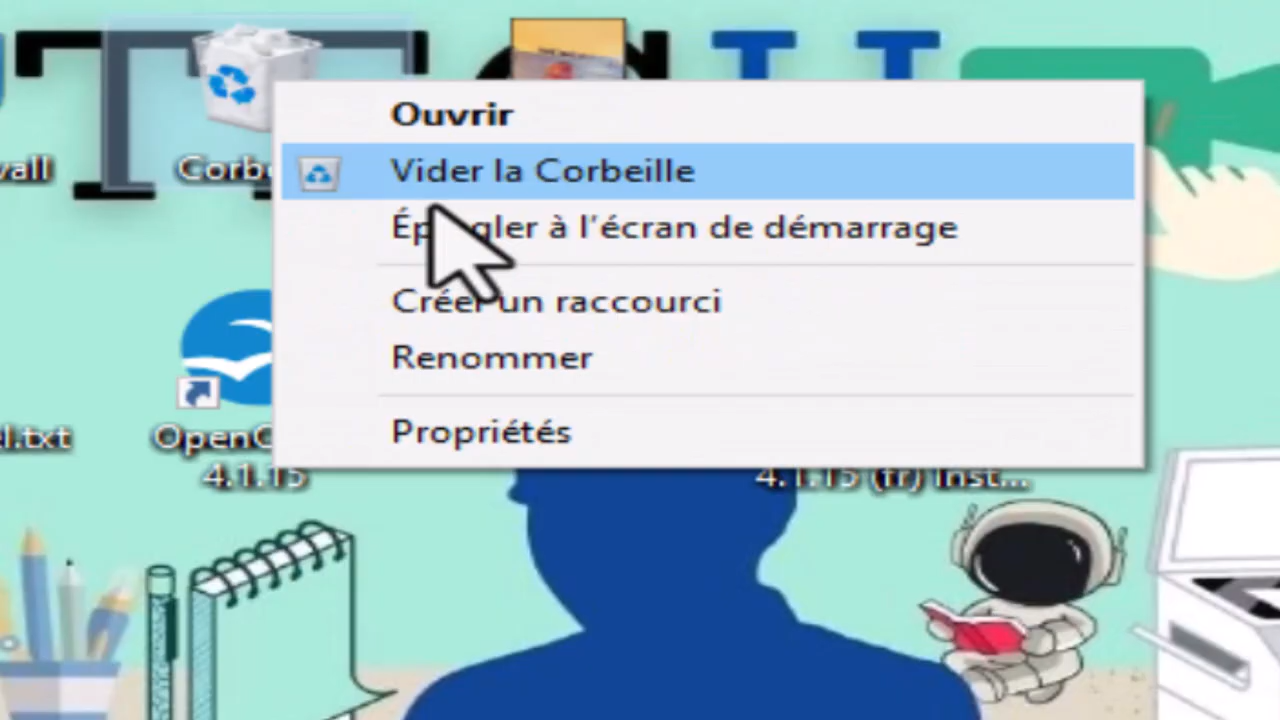 Ouvrir
Vider la Corbeille
à l'écran de démarrage
Créer un raccourci
Renommer
Propriétés
4.1.15
4.1.15 (fr) Inst...